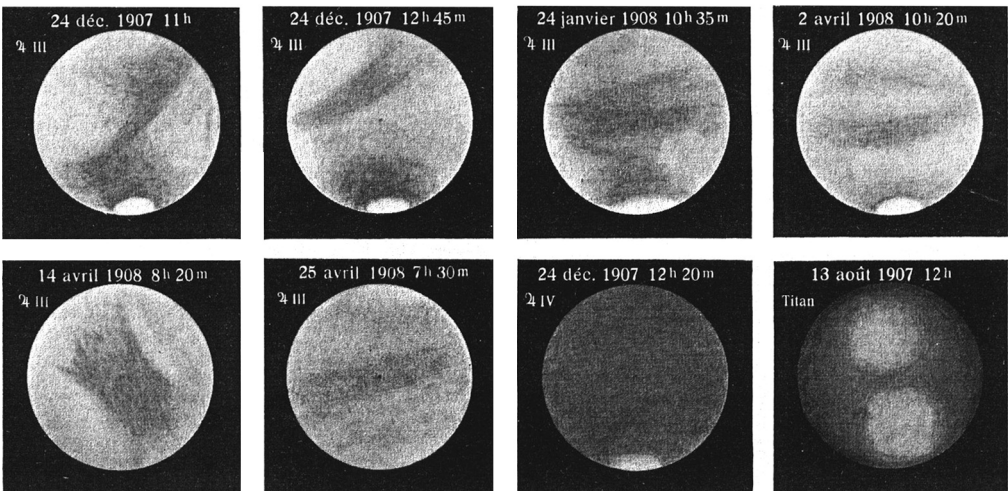 24 déc. 1907 11h
♃ III
24 déc. 1907 12h 45m
♃ III
24 janvier 1908 10h 35m
♃ III
2 avril 1908 10h 20m
♃ III
14 avril 1908 8h 20m
♃ III
25 avril 1908 7h 30m
♃ III
24 déc. 1907 12h 20m
♃ IV
13 août 1907 12h
Titan